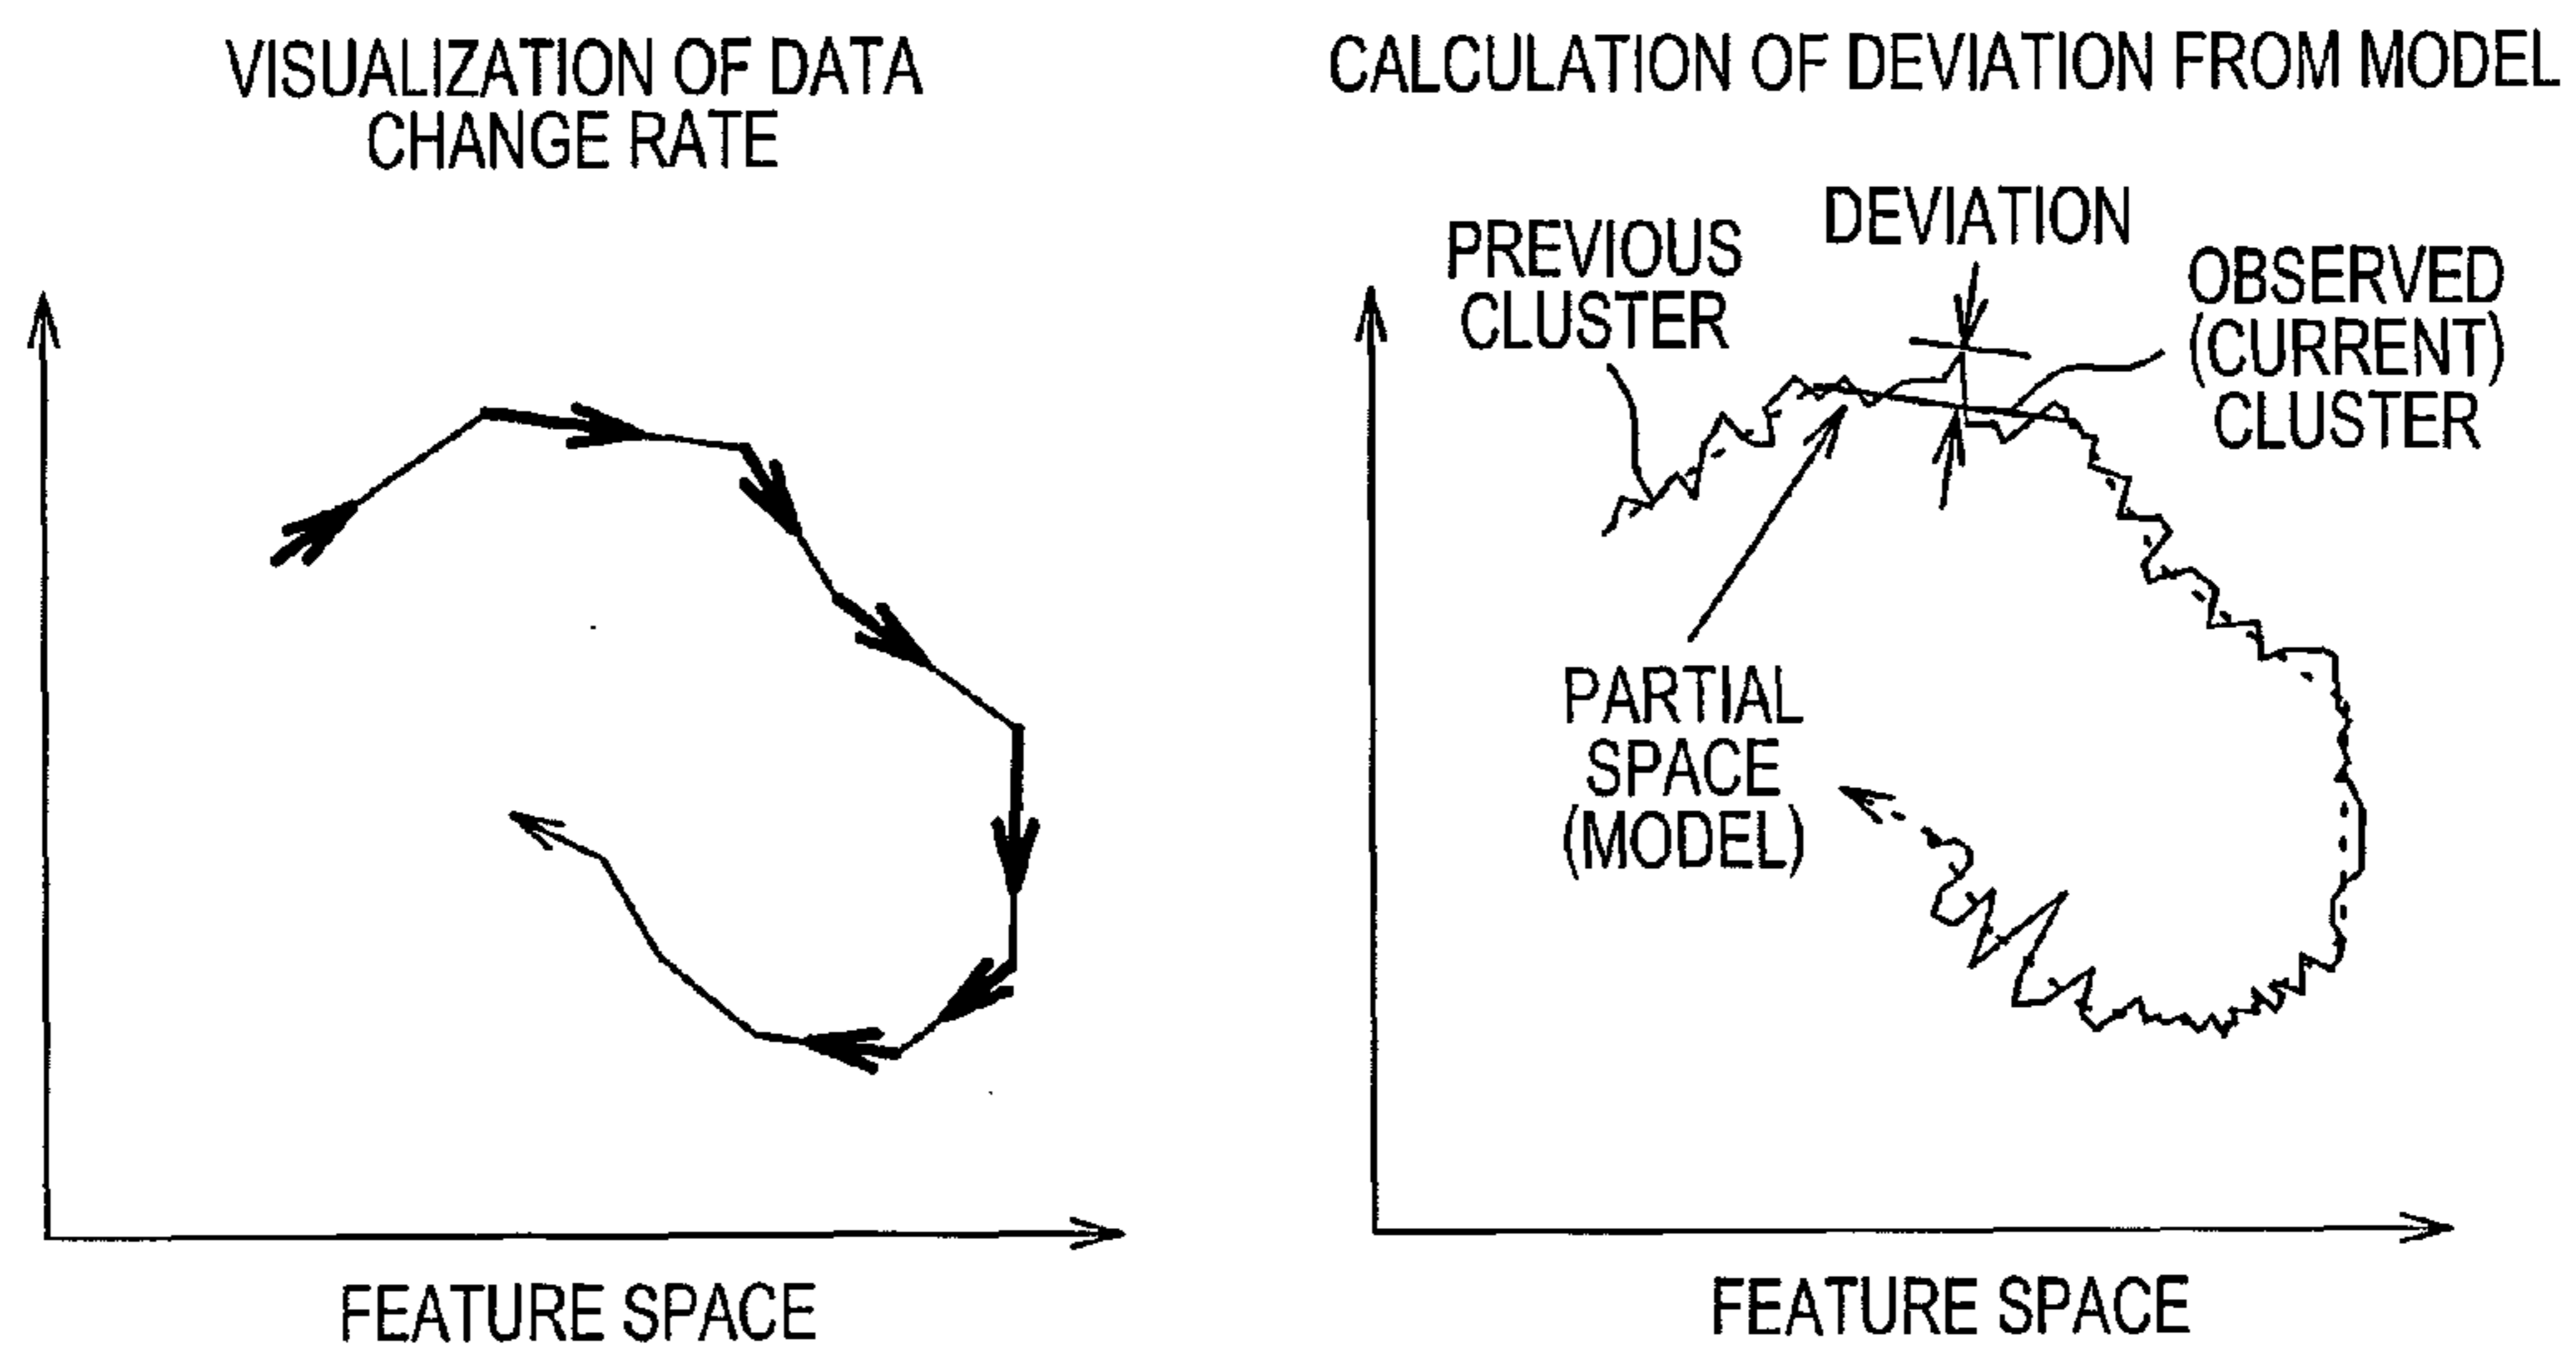 VISUALIZATION OF DATA
CHANGE RATE
FEATURE SPACE
CALCULATION OF DEVIATION FROM MODEL
DEVIATION
PREVIOUS
CLUSTER
OBSERVED
(CURRENT)
CLUSTER
PARTIAL
SPACE
(MODEL)
FEATURE SPACE